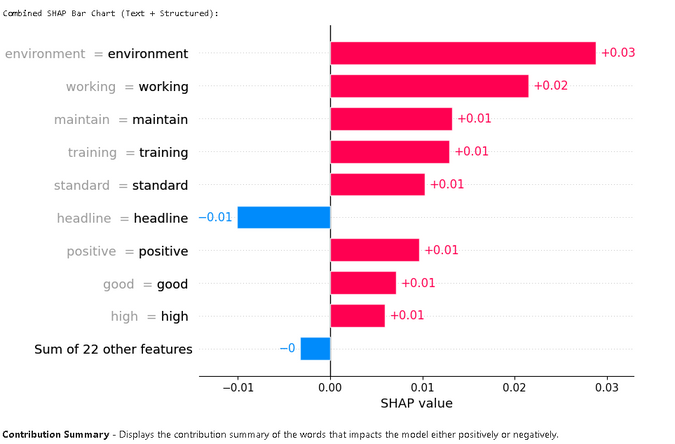 Combined SHAP Bar Chart (Text + Structured):
environment = environment +0.03
working = working +0.02
maintain = maintain +0.01
training = training +0.01
standard = standard +0.01
headline = headline −0.01
positive = positive +0.01
good = good +0.01
high = high +0.01
Sum of 22 other features −0
−0.01 0.00 0.01 0.02 0.03
SHAP value
Contribution Summary - Displays the contribution summary of the words that impacts the model either positively or negatively.